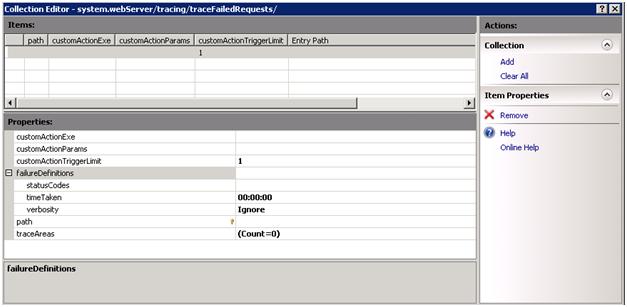 Collection Editor - system.webServer/tracing/traceFailedRequests/
Items:
path customActionExe customActionParams customActionTriggerLimit Entry Path
1
Properties:
customActionExe
customActionParams
customActionTriggerLimit 1
failureDefinitions
statusCodes
timeTaken 00:00:00
verbosity Ignore
path
traceAreas (Count=0)
failureDefinitions
Actions:
Collection
Add
Clear All
Item Properties
Remove
Help
Online Help